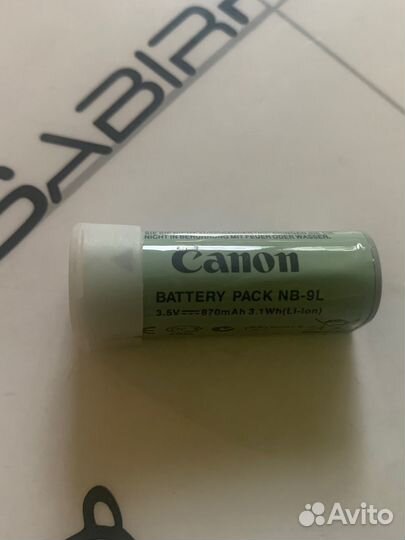 SABIR
NICHT IN BERÜHRUNG MIT FEUER ODER WASSER.
Canon
BATTERY PACK NB-9L
3.5V⎓870mAh 3.1Wh(Li-ion)
Avito